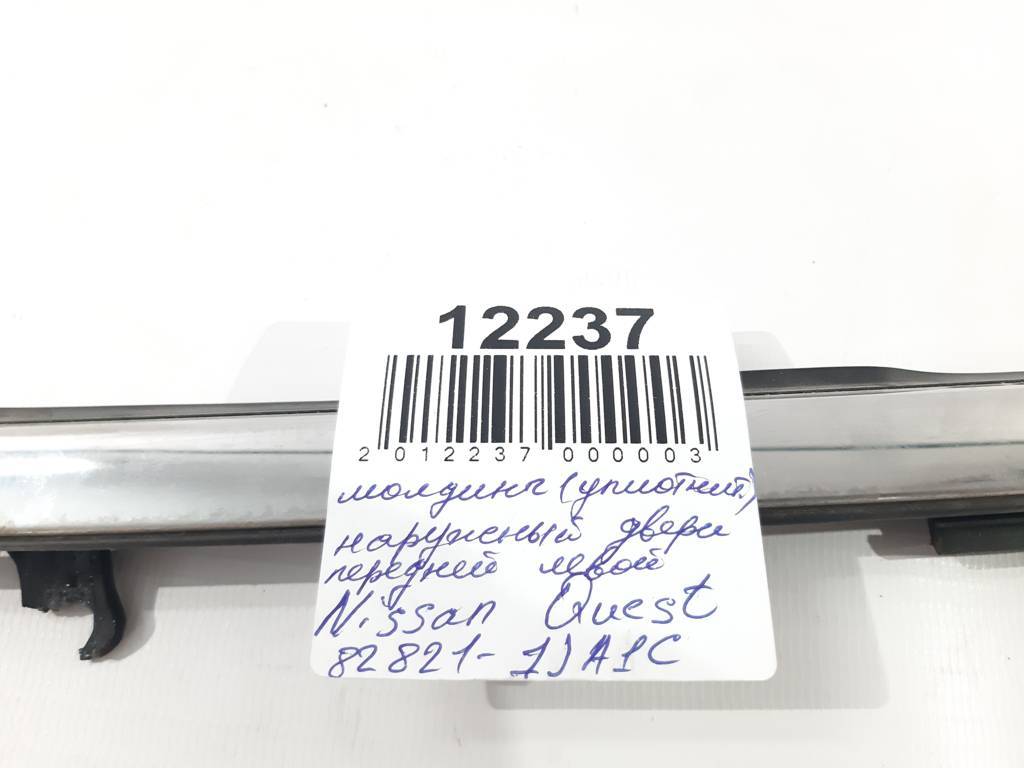 12237
2 012237 000003
молдинг (уплотнит.)
наружный двери
передней левой
Nissan Quest
82821-1JA1C